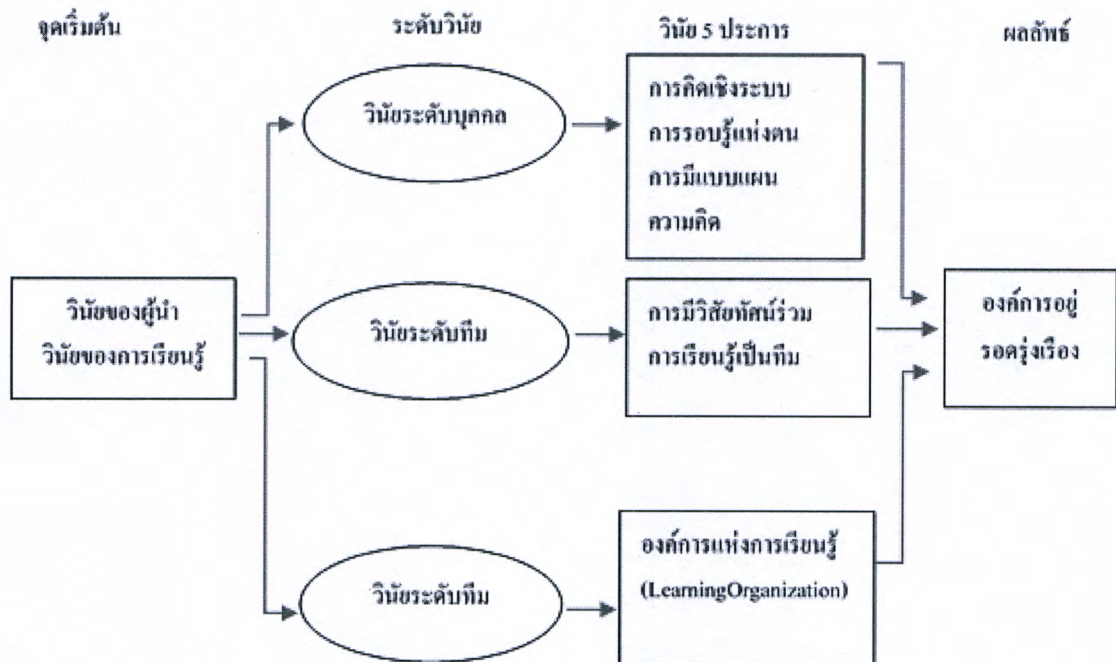 จุดเริ่มต้น
ระดับวินัย
วินัย 5 ประการ
ผลลัพธ์
วินัยระดับบุคคล
การคิดเชิงระบบ
การรอบรู้แห่งตน
การมีแบบแผน
ความคิด
วินัยของผู้นำ
วินัยของการเรียนรู้
วินัยระดับทีม
การมีวิสัยทัศน์ร่วม
การเรียนรู้เป็นทีม
องค์การอยู่
รอดรุ่งเรือง
วินัยระดับทีม
องค์การแห่งการเรียนรู้
(LearningOrganization)